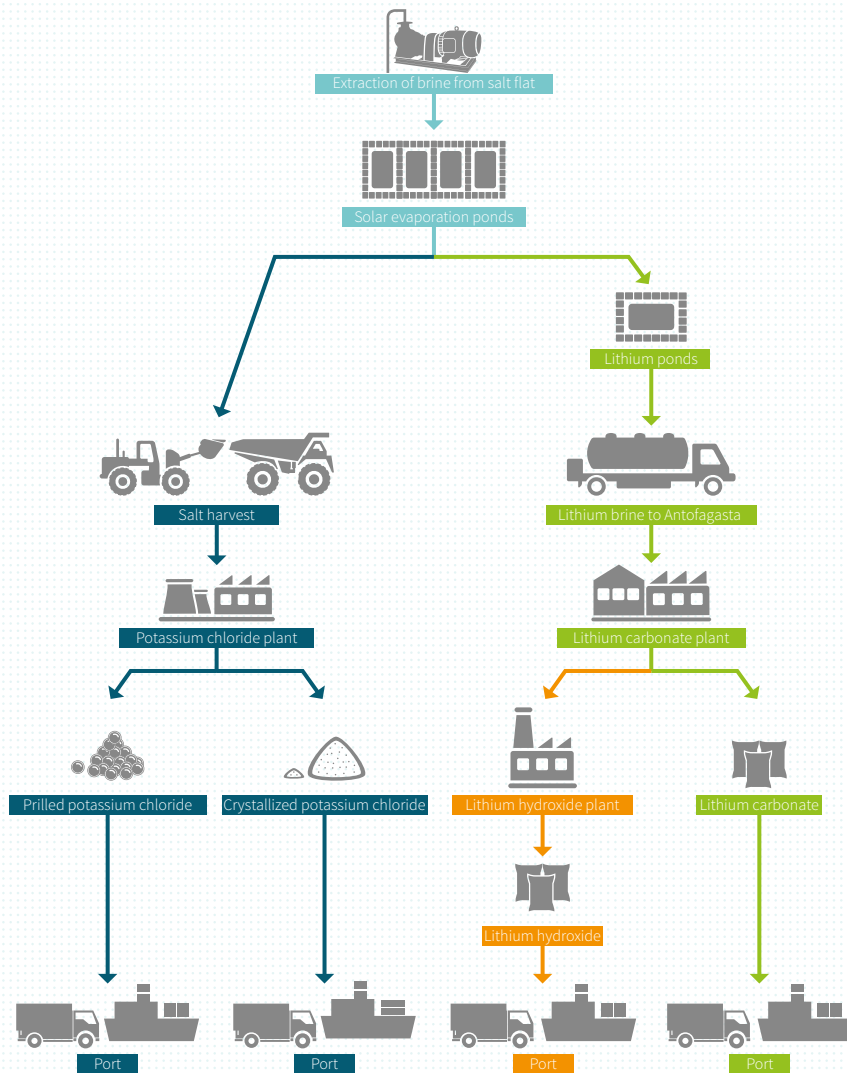 Extraction of brine from salt flat
Solar evaporation ponds
Lithium ponds
Salt harvest
Lithium brine to Antofagasta
Potassium chloride plant
Lithium carbonate plant
Prilled potassium chloride
Crystallized potassium chloride
Lithium hydroxide plant
Lithium carbonate
Lithium hydroxide
Port
Port
Port
Port